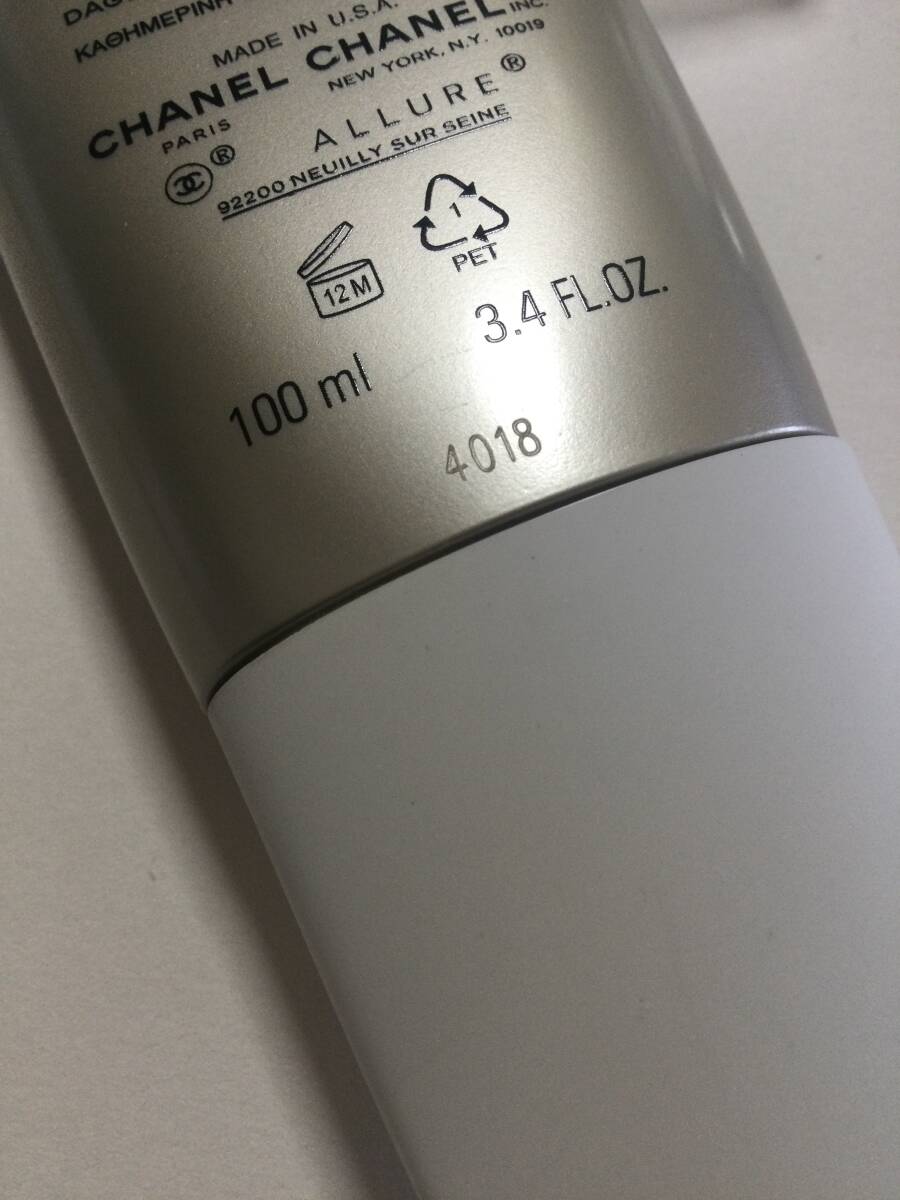 ΚΑΘΗΜΕΡΙΝΗ
MADE IN U.S.A.
CHANEL CHANEL INC.
PARIS NEW YORK, N.Y. 10019
® ALLURE®
92200 NEUILLY SUR SEINE
1
PET
12 M
100 ml 3.4 FL.OZ.
4018